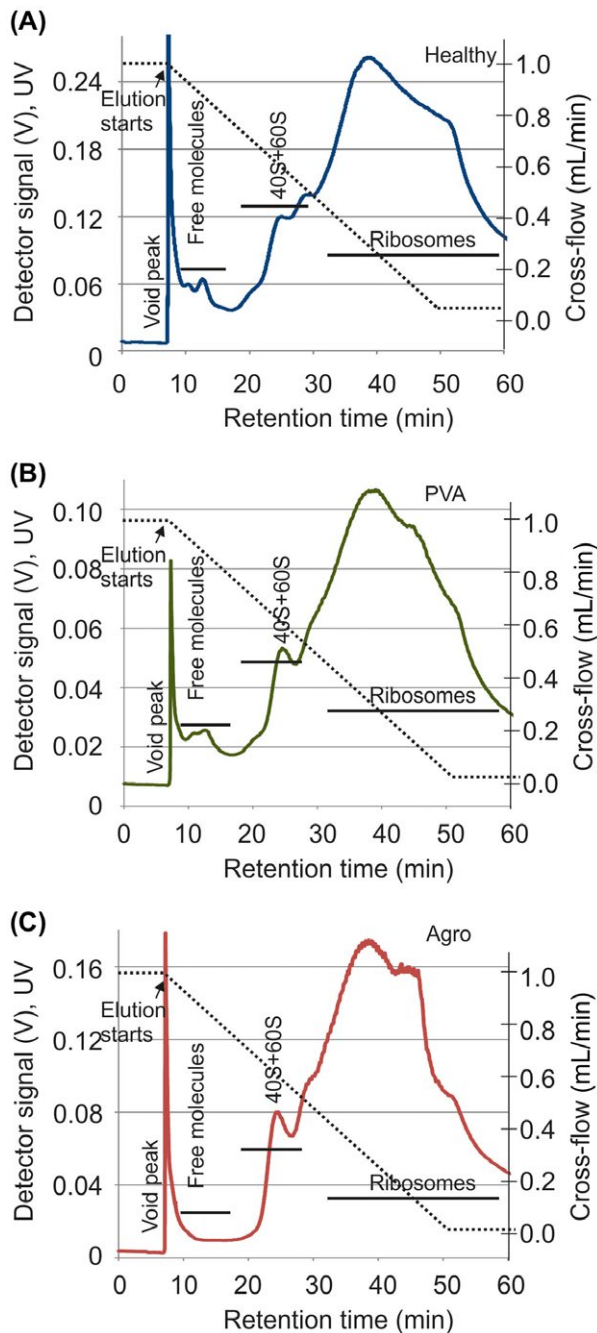 (A)
Healthy
Detector signal (V), UV
0.24
0.18
0.12
0.06
0
Elution
starts
Void peak
Free molecules
40S+60S
Ribosomes
1.0
0.8
0.6
0.4
0.2
0.0
Cross-flow (mL/min)
0 10 20 30 40 50 60
Retention time (min)
(B)
PVA
Detector signal (V), UV
0.10
0.08
0.06
0.04
0.02
0
Elution
starts
Void peak
Free molecules
40S+60S
Ribosomes
1.0
0.8
0.6
0.4
0.2
0.0
Cross-flow (mL/min)
0 10 20 30 40 50 60
Retention time (min)
(C)
Agro
Detector signal (V), UV
0.16
0.12
0.08
0.04
0
Elution
starts
Void peak
Free molecules
40S+60S
Ribosomes
1.0
0.8
0.6
0.4
0.2
0.0
Cross-flow (mL/min)
0 10 20 30 40 50 60
Retention time (min)